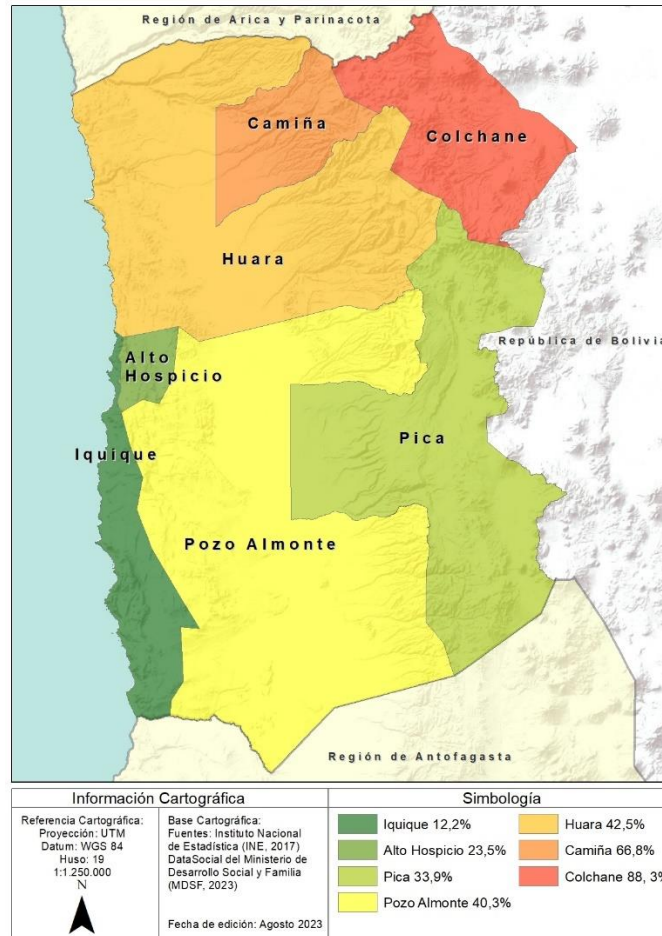 Región de Arica y Parinacota
Camiña
Colchane
Huara
República de Bolivia
Alto
Hospicio
Pica
Iquique
Pozo Almonte
Región de Antofagasta
Información Cartográfica
Referencia Cartográfica:
Proyección: UTM
Datum: WGS 84
Huso: 19
1:1.250.000
N
Base Cartográfica:
Fuentes: Instituto Nacional
de Estadística (INE, 2017)
DataSocial del Ministerio de
Desarrollo Social y Familia
(MDSF, 2023)
Fecha de edición: Agosto 2023
Simbología
Iquique 12,2%
Alto Hospicio 23,5%
Pica 33,9%
Pozo Almonte 40,3%
Huara 42,5%
Camiña 66,8%
Colchane 88, 3%